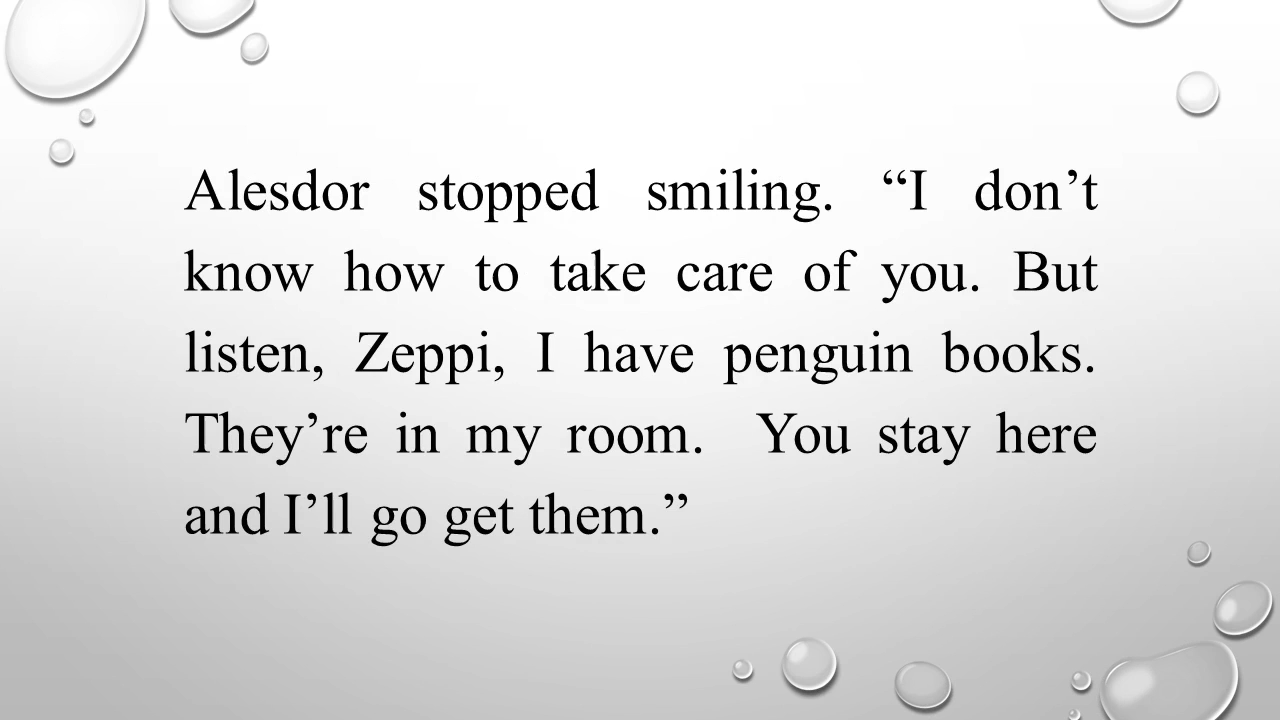 Alesdor stopped smiling. “I don’t
know how to take care of you. But
listen, Zeppi, I have penguin books.
They’re in my room.  You stay here
and I’ll go get them.”